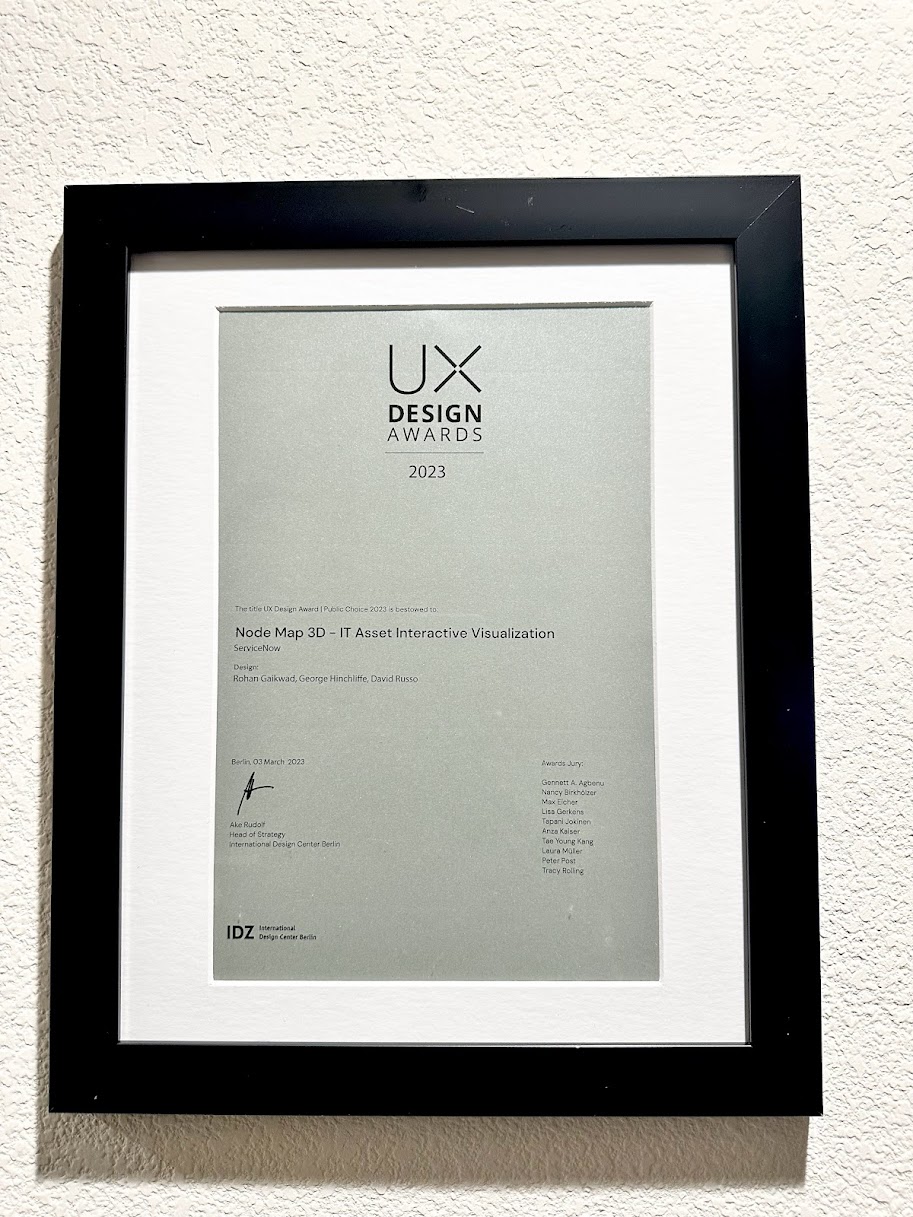 UX
DESIGN
AWARDS
2023
The title UX Design Award | Public Choice 2023 is bestowed to:
Node Map 3D – IT Asset Interactive Visualization
ServiceNow
Design:
Rohan Gaikwad, George Hinchliffe, David Russo
Berlin, 03 March 2023
Ake Rudolf
Head of Strategy
International Design Center Berlin
Awards Jury:
Gennett A. Agbenu
Nancy Birkhölzer
Max Eicher
Lisa Gerkens
Tapani Jokinen
Anza Kaiser
Tae Young Kang
Laura Müller
Peter Post
Tracy Rolling
IDZ International
Design Center Berlin